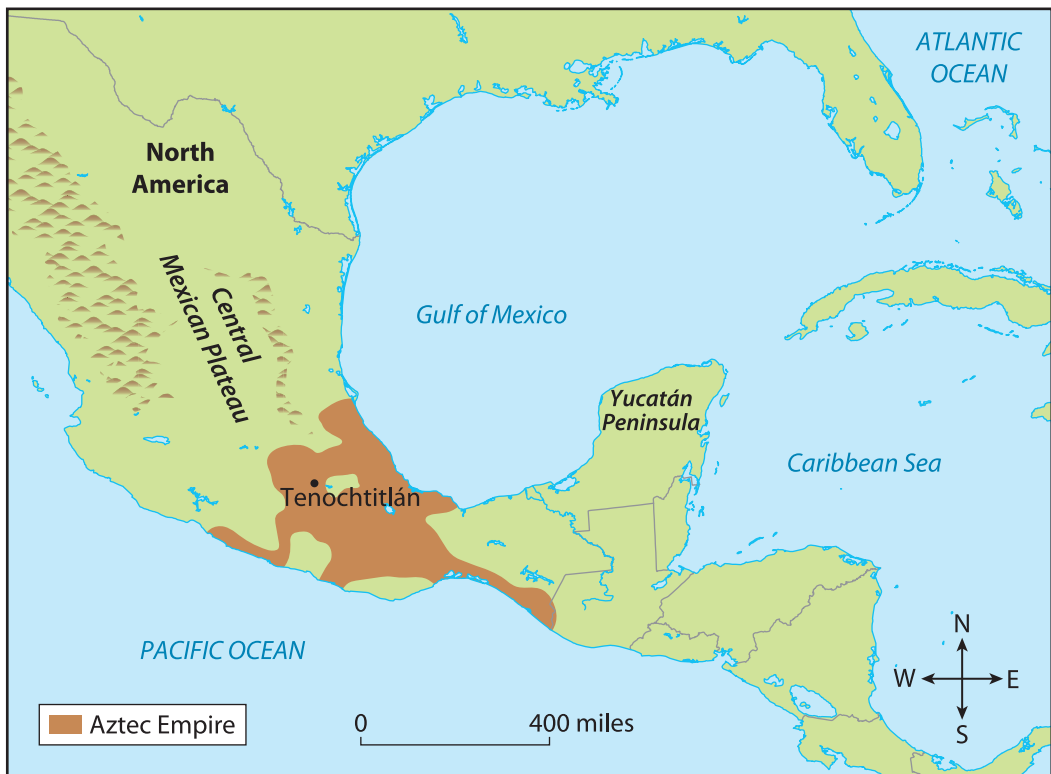 ATLANTIC
OCEAN
North
America
Central
Mexican Plateau
Gulf of Mexico
Yucatán
Peninsula
Caribbean Sea
Tenochtitlán
PACIFIC OCEAN
N
W E
S
Aztec Empire
0 400 miles